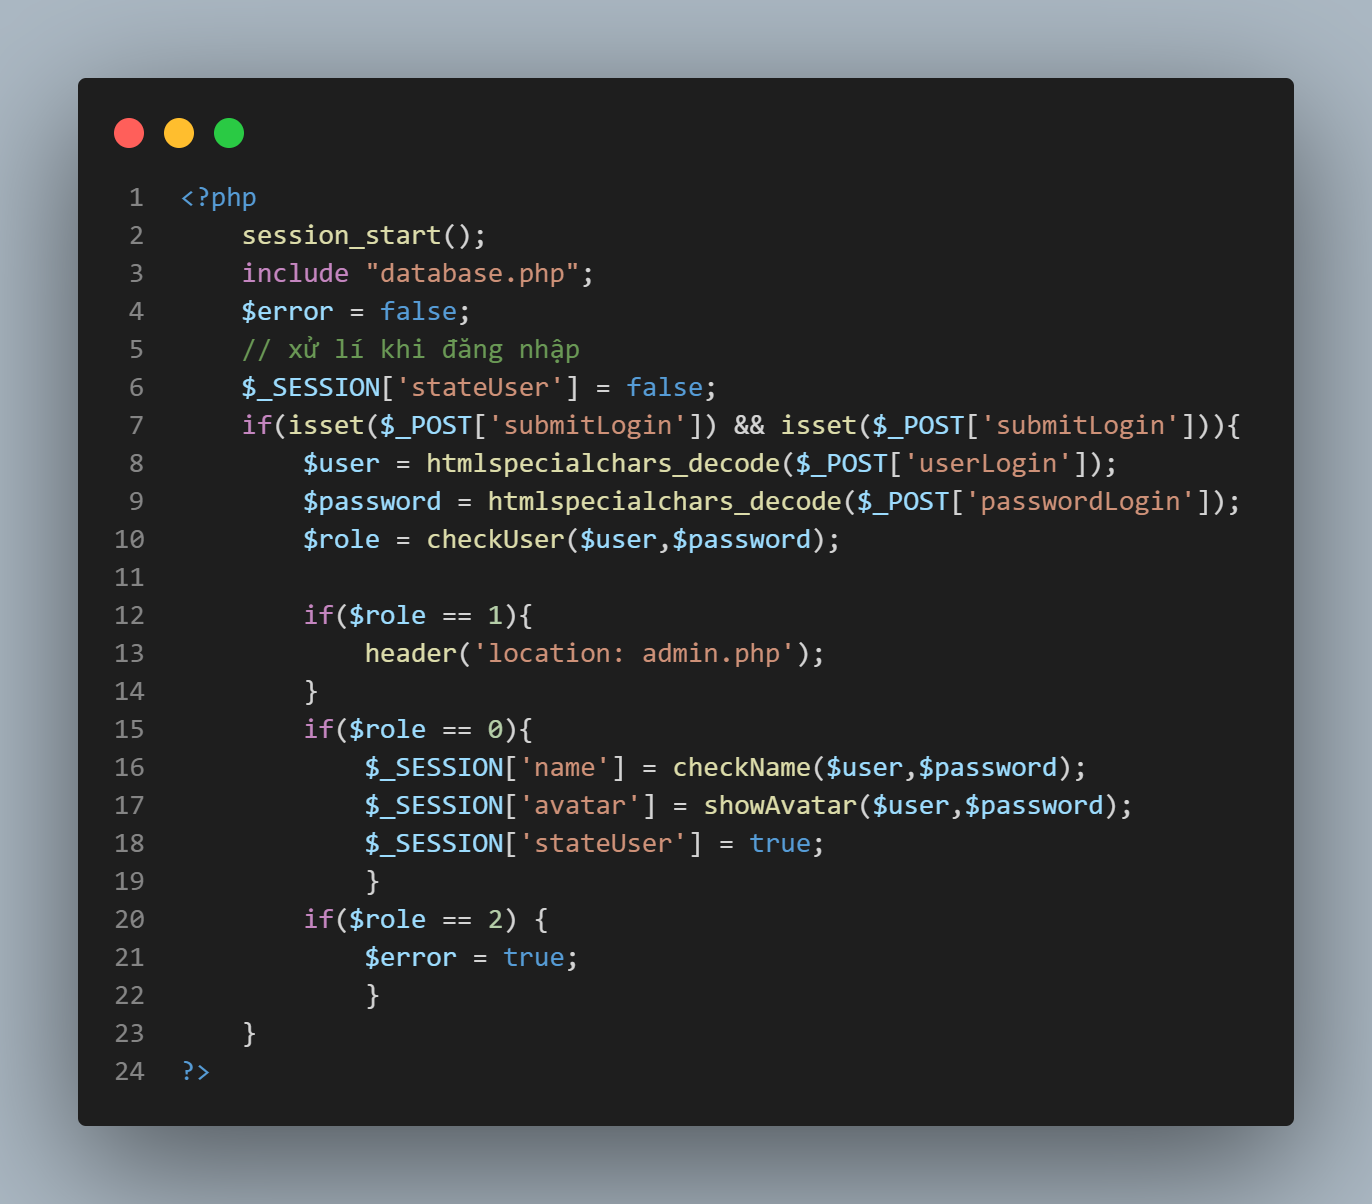 1 <?php
2     session_start();
3     include "database.php";
4     $error = false;
5     // xử lí khi đăng nhập
6     $_SESSION['stateUser'] = false;
7     if(isset($_POST['submitLogin']) && isset($_POST['submitLogin'])){
8         $user = htmlspecialchars_decode($_POST['userLogin']);
9         $password = htmlspecialchars_decode($_POST['passwordLogin']);
10         $role = checkUser($user,$password);
11
12         if($role == 1){
13             header('location: admin.php');
14         }
15         if($role == 0){
16             $_SESSION['name'] = checkName($user,$password);
17             $_SESSION['avatar'] = showAvatar($user,$password);
18             $_SESSION['stateUser'] = true;
19             }
20         if($role == 2) {
21             $error = true;
22             }
23     }
24 ?>